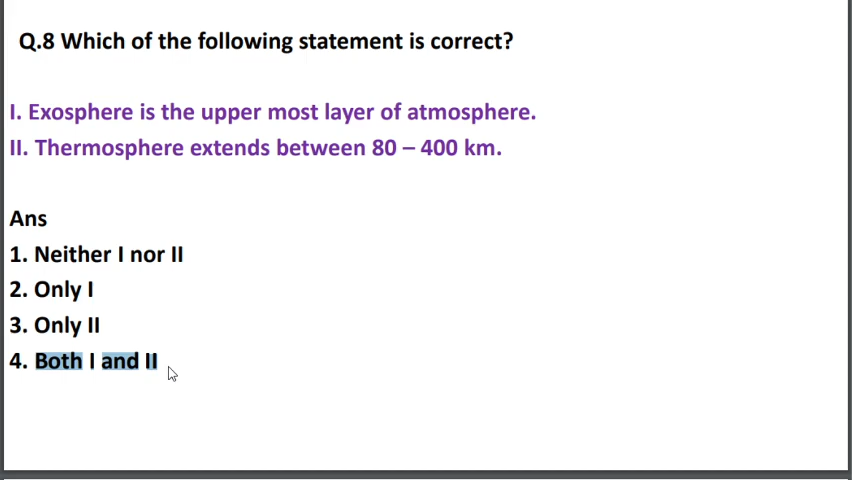 Q.8 Which of the following statement is correct?
I. Exosphere is the upper most layer of atmosphere.
II. Thermosphere extends between 80 – 400 km.
Ans
1. Neither I nor II
2. Only I
3. Only II
4. Both I and II